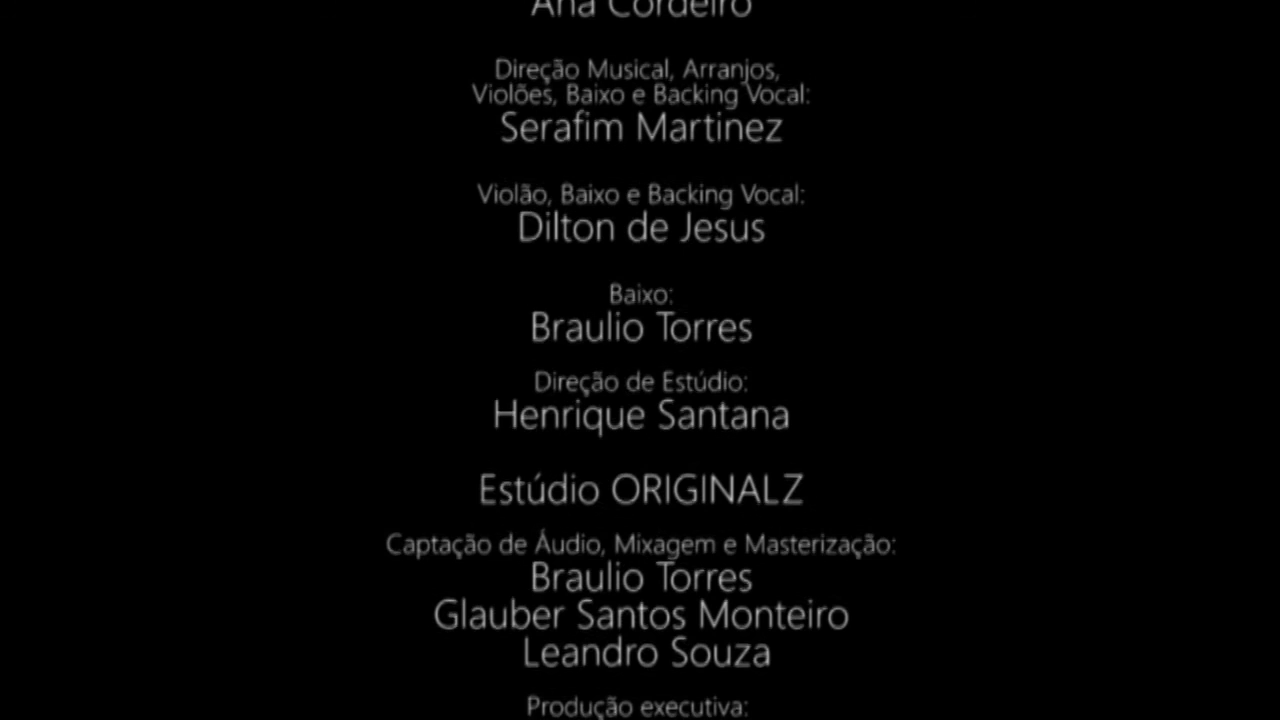 Ana Cordeiro
Direção Musical, Arranjos,
Violões, Baixo e Backing Vocal:
Serafim Martinez
Violão, Baixo e Backing Vocal:
Dilton de Jesus
Baixo:
Braulio Torres
Direção de Estúdio:
Henrique Santana
Estúdio ORIGINALZ
Captação de Áudio, Mixagem e Masterização:
Braulio Torres
Glauber Santos Monteiro
Leandro Souza
Produção executiva: